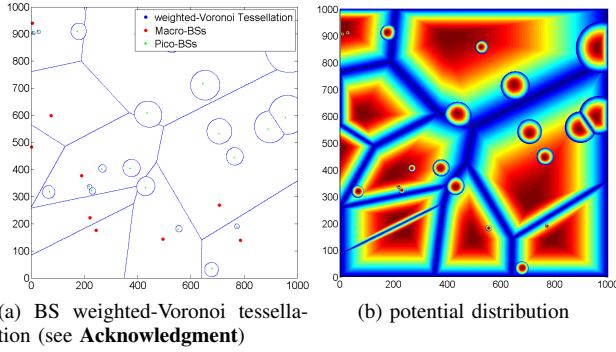 1000
900
800
700
600
500
400
300
200
100
0
0 200 400 600 800 1000
weighted-Voronoi Tessellation
Macro-BSs
Pico-BSs
1000
900
800
700
600
500
400
300
200
100
0
0 200 400 600 800 1000
(a) BS weighted-Voronoi tessella-
tion (see Acknowledgment)
(b) potential distribution